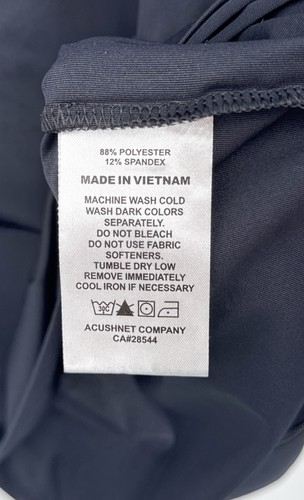 88% POLYESTER
12% SPANDEX
MADE IN VIETNAM
MACHINE WASH COLD
WASH DARK COLORS
SEPARATELY.
DO NOT BLEACH
DO NOT USE FABRIC
SOFTENERS.
TUMBLE DRY LOW
REMOVE IMMEDIATELY
COOL IRON IF NECESSARY
30C
ACUSHNET COMPANY
CA#28544